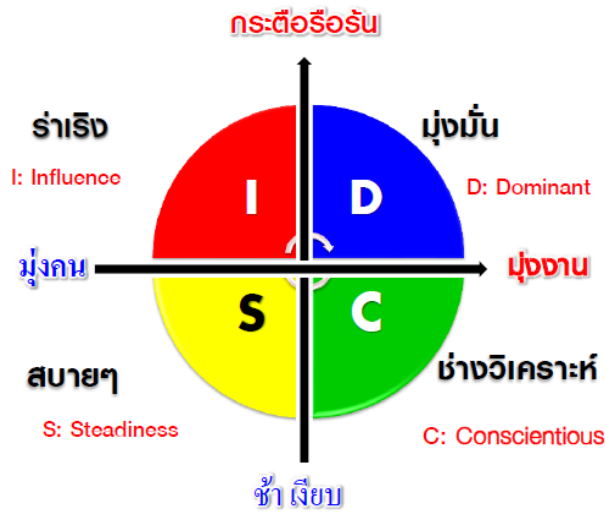 กระตือรือร้น
ร่าเริง
มุ่งมั่น
I: Influence
D: Dominant
I
D
มุ่งคน
มุ่งงาน
S
C
สบายๆ
ช่างวิเคราะห์
S: Steadiness
C: Conscientious
ช้า เงียบ